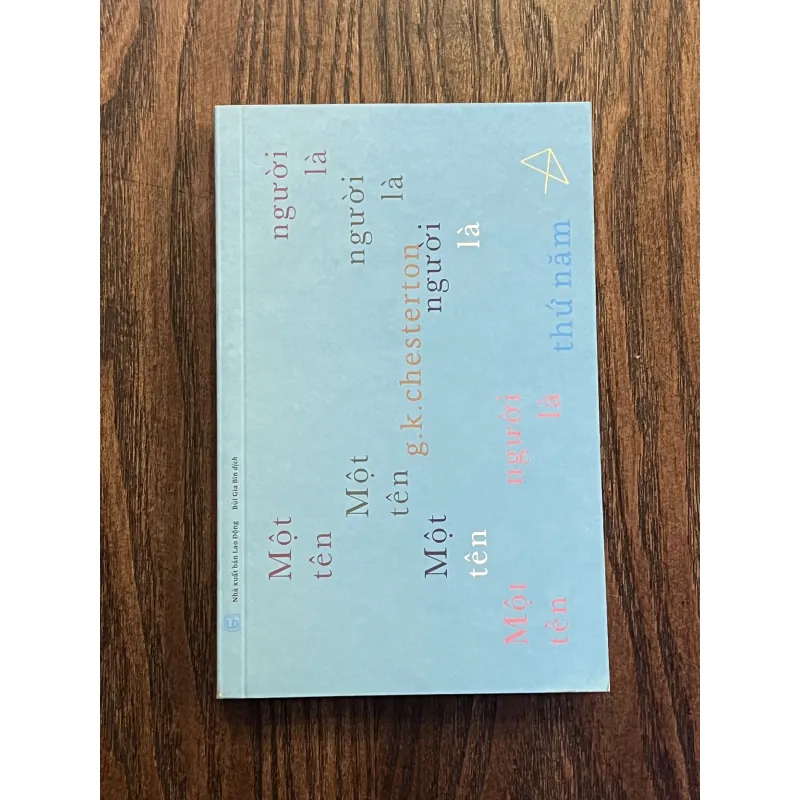 Nhà xuất bản Lao Động Bùi Gia Bin dịch
Một người
tên là
Một người
tên là
g.k.chesterton
Một người
tên là
Một người
tên là thứ năm